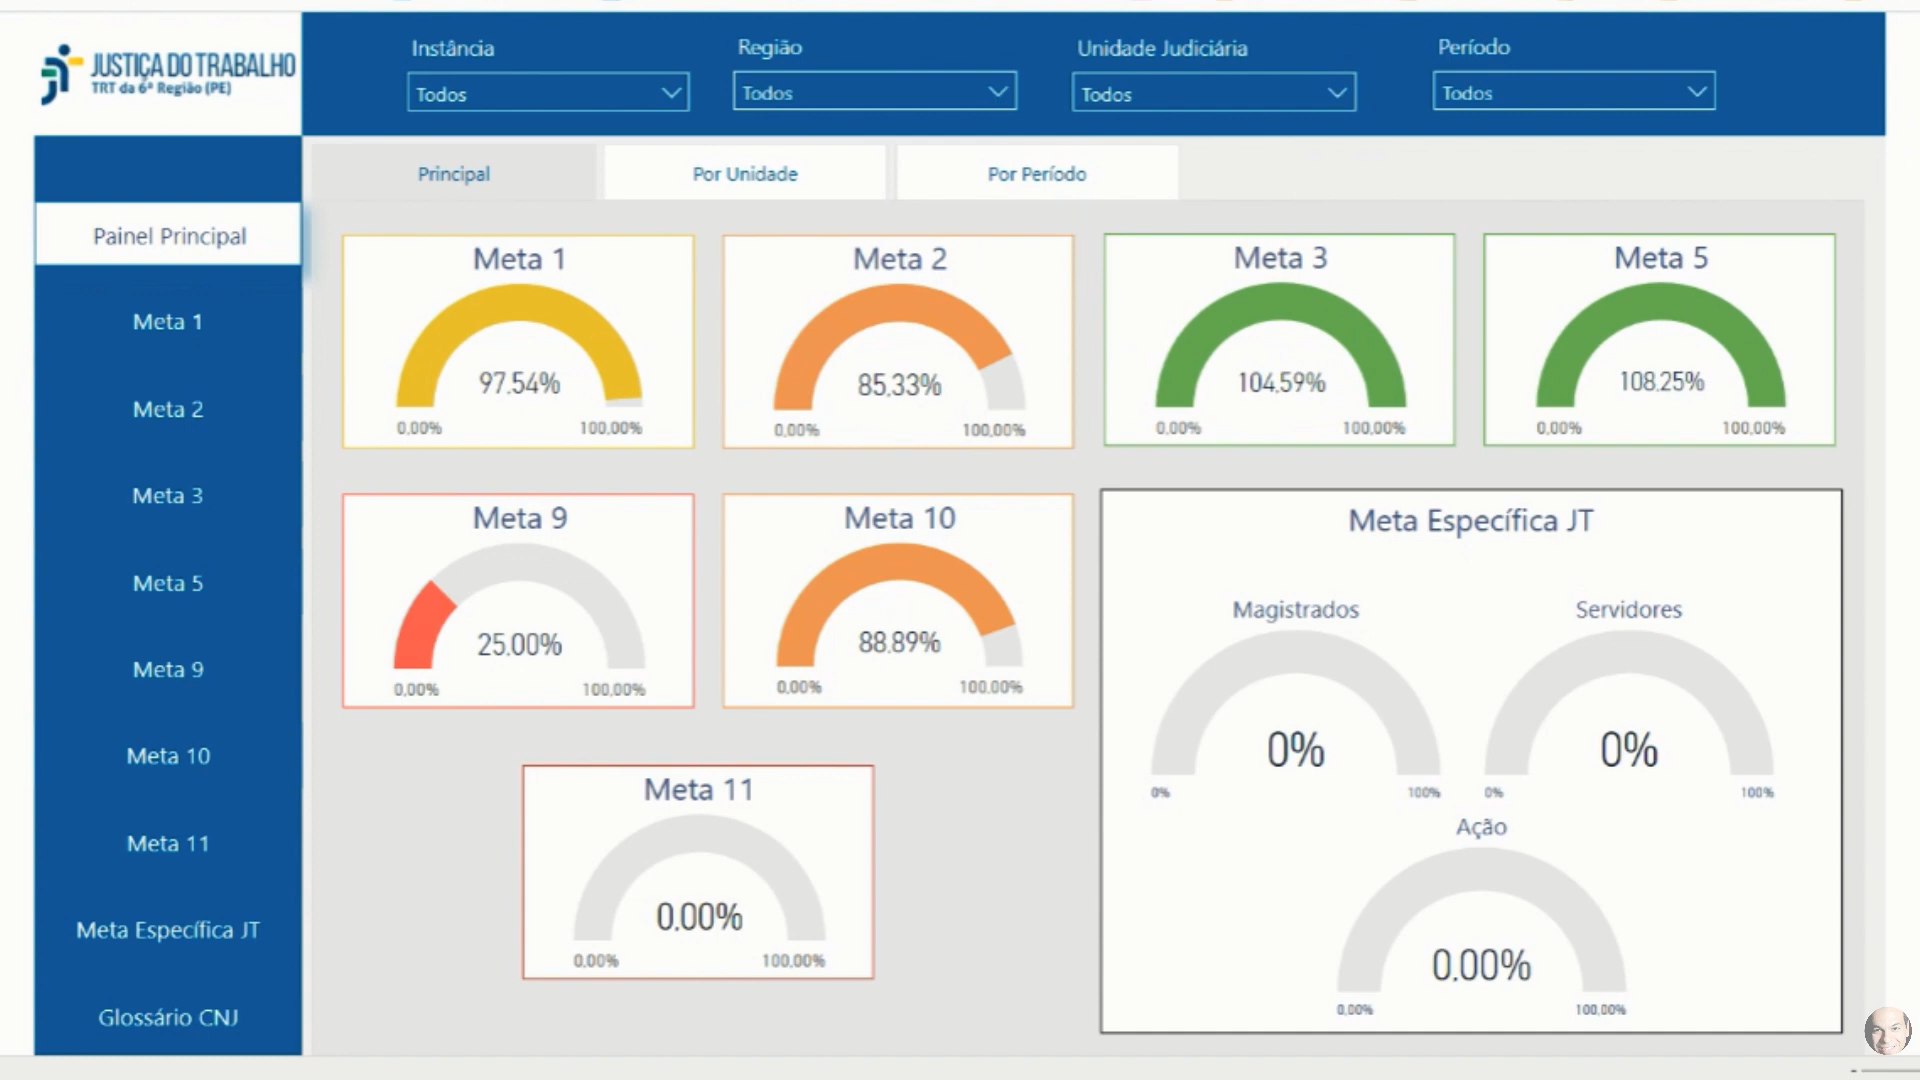 JUSTIÇA DO TRABALHO
TRT da 6ª Região (PE)
Instância
Todos
Região
Todos
Unidade Judiciária
Todos
Período
Todos
Principal
Por Unidade
Por Período
Painel Principal
Meta 1
Meta 2
Meta 3
Meta 5
Meta 9
Meta 10
Meta 11
Meta Específica JT
Glossário CNJ
Meta 1
97,54%
0,00% 100,00%
Meta 2
85,33%
0,00% 100,00%
Meta 3
104,59%
0,00% 100,00%
Meta 5
108,25%
0,00% 100,00%
Meta 9
25,00%
0,00% 100,00%
Meta 10
88,89%
0,00% 100,00%
Meta 11
0,00%
0,00% 100,00%
Meta Específica JT
Magistrados
0%
0% 100%
Servidores
0%
0% 100%
Ação
0,00%
0,00% 100,00%